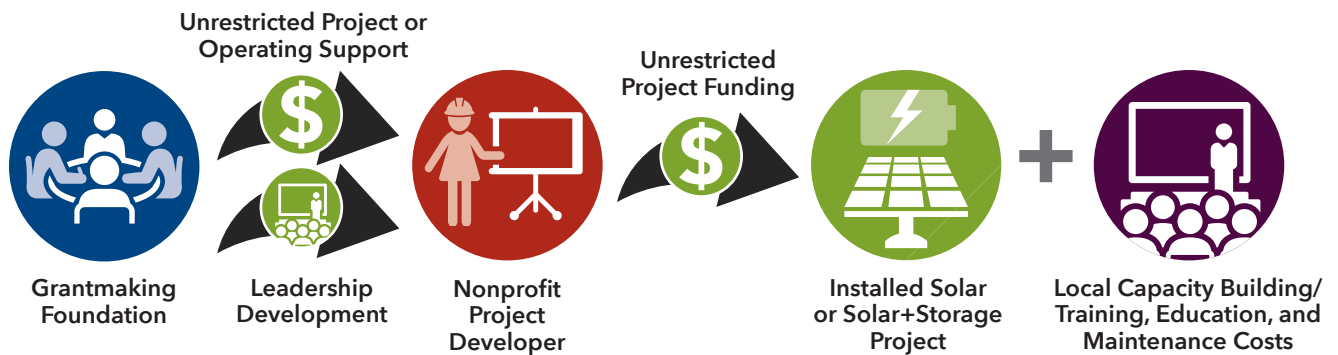 Unrestricted Project or
Operating Support
$
Unrestricted
Project Funding
$
Grantmaking
Foundation
Leadership
Development
Nonprofit
Project
Developer
Installed Solar
or Solar+Storage
Project
+
Local Capacity Building/
Training, Education, and
Maintenance Costs